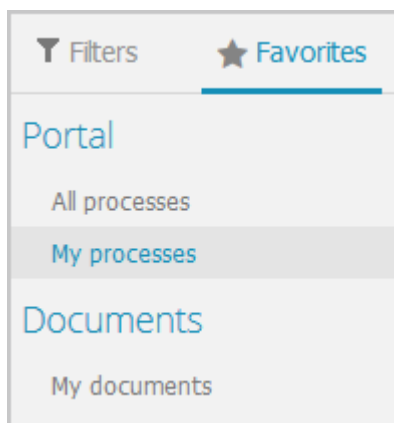 Filters Favorites
Portal
All processes
My processes
Documents
My documents